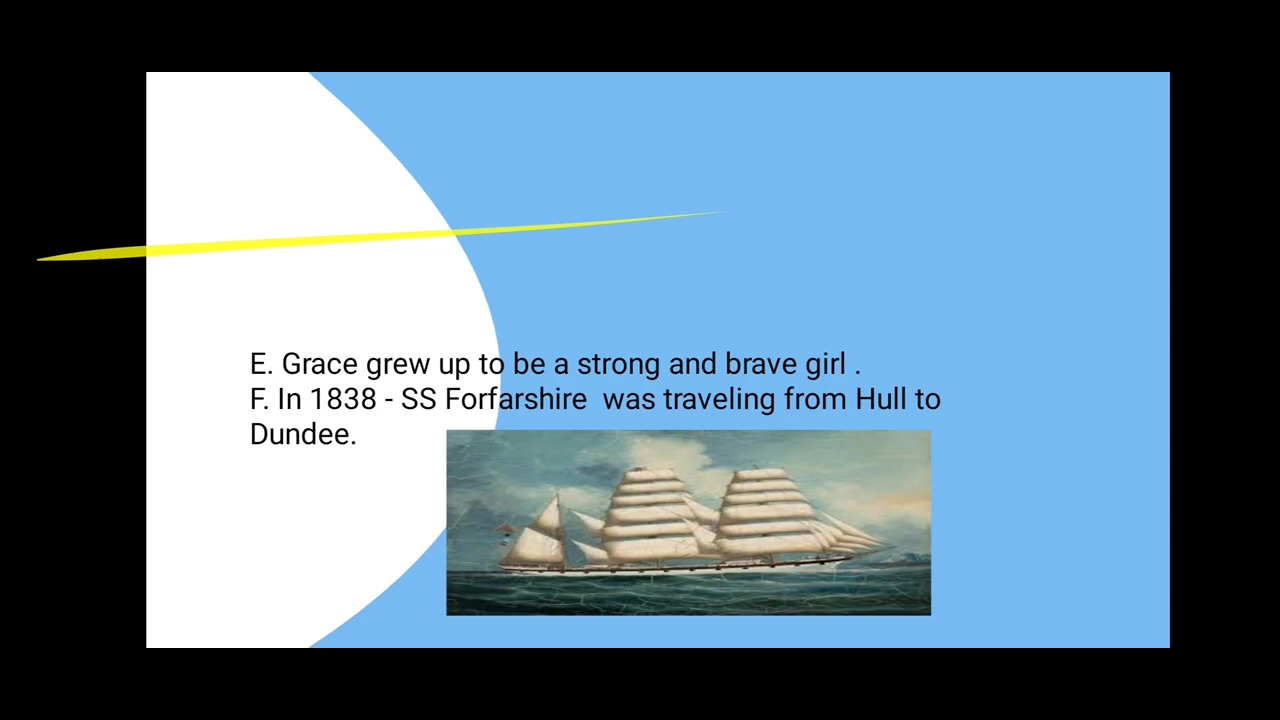 E. Grace grew up to be a strong and brave girl .
F. In 1838 - SS Forfarshire  was traveling from Hull to
Dundee.